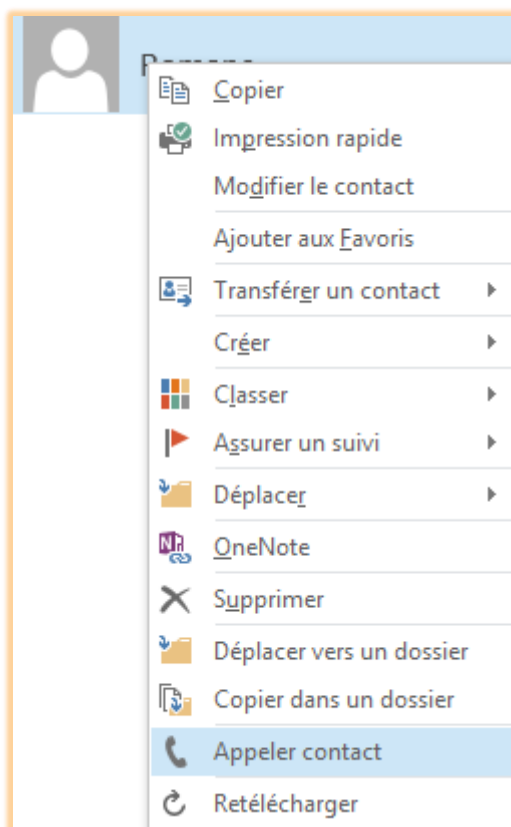 Copier
Impression rapide
Modifier le contact
Ajouter aux Favoris
Transférer un contact
Créer
Classer
Assurer un suivi
Déplacer
OneNote
Supprimer
Déplacer vers un dossier
Copier dans un dossier
Appeler contact
Retélécharger